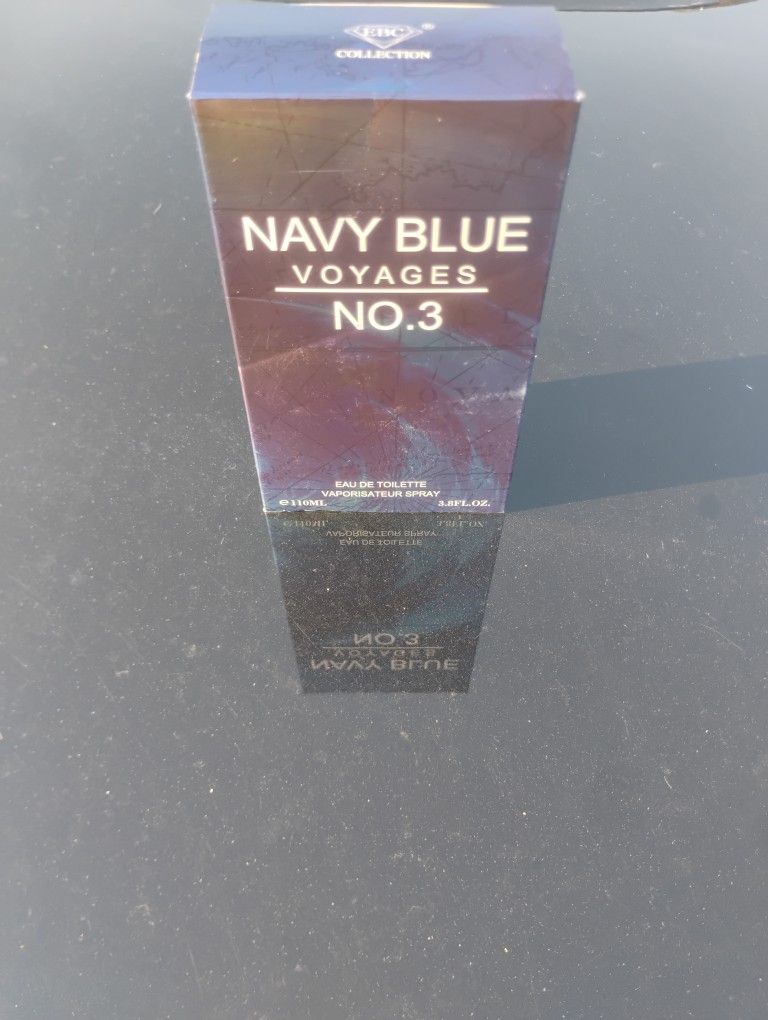 EBC®
COLLECTION
NAVY BLUE
VOYAGES
NO.3
EAU DE TOILETTE
VAPORISATEUR SPRAY
℮110ML 3.8FL.OZ.